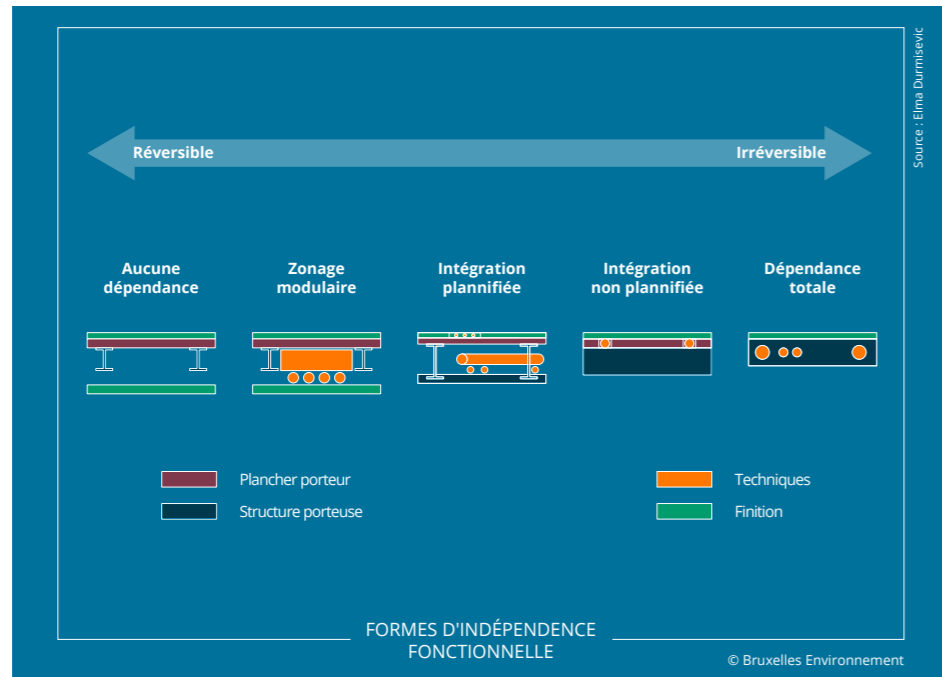 Source : Elma Durmisevic
Réversible
Irréversible
Aucune
dépendance
Zonage
modulaire
Intégration
plannifiée
Intégration
non plannifiée
Dépendance
totale
Plancher porteur
Structure porteuse
Techniques
Finition
FORMES D'INDÉPENDENCE
FONCTIONNELLE
© Bruxelles Environnement